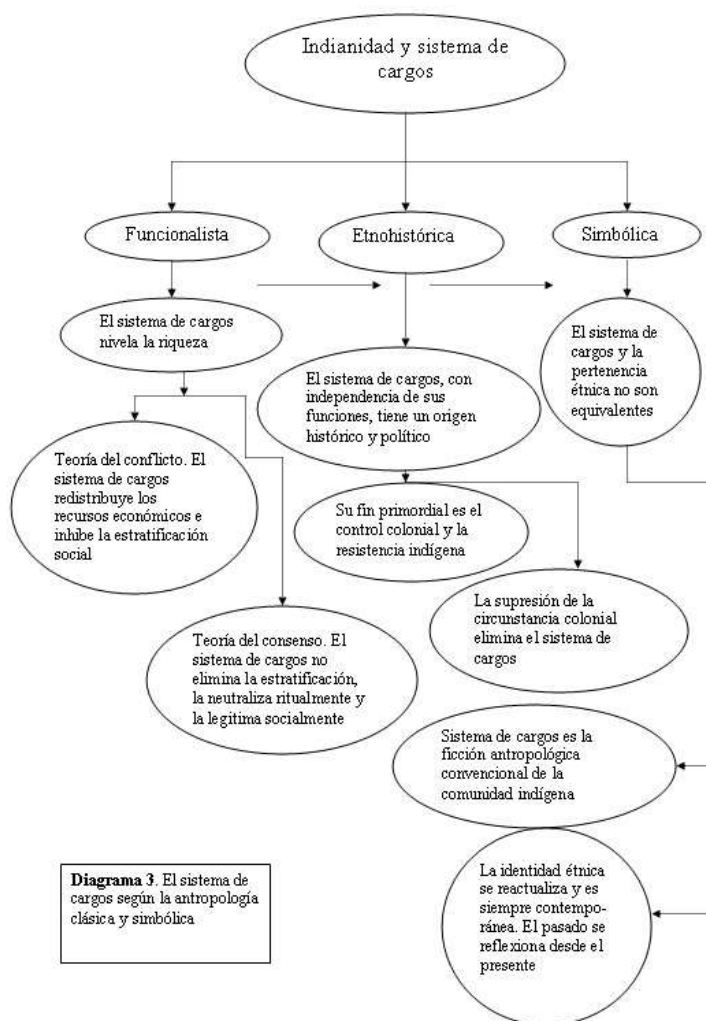 Indianidad y sistema de
cargos
Funcionalista
Etnohistórica
Simbólica
El sistema de cargos
nivela la riqueza
El sistema de cargos, con
independencia de sus
funciones, tiene un origen
histórico y político
El sistema de
cargos y la
pertenencia
étnica no son
equivalentes
Teoría del conflicto. El
sistema de cargos
redistribuye los
recursos económicos e
inhibe la estratificación
social
Su fin primordial es el
control colonial y la
resistencia indígena
La supresión de la
circunstancia colonial
elimina el sistema de
cargos
Teoría del consenso. El
sistema de cargos no
elimina la estratificación,
la neutraliza ritualmente y
la legitima socialmente
Sistema de cargos es la
ficción antropológica
convencional de la
comunidad indígena
La identidad étnica
se reactualiza y es
siempre contempo-
ránea. El pasado se
reflexiona desde el
presente
Diagrama 3. El sistema de
cargos según la antropología
clásica y simbólica